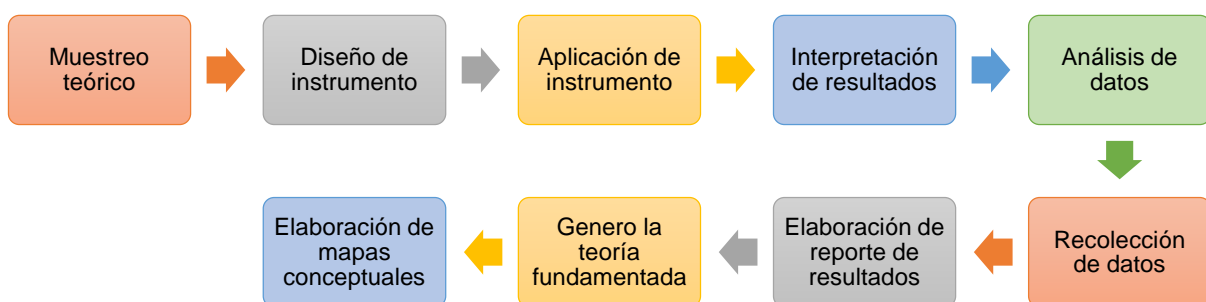 Muestreo
teórico
Diseño de
instrumento
Aplicación de
instrumento
Interpretación
de resultados
Análisis de
datos
Recolección
de datos
Elaboración de
reporte de
resultados
Genero la
teoría
fundamentada
Elaboración de
mapas
conceptuales